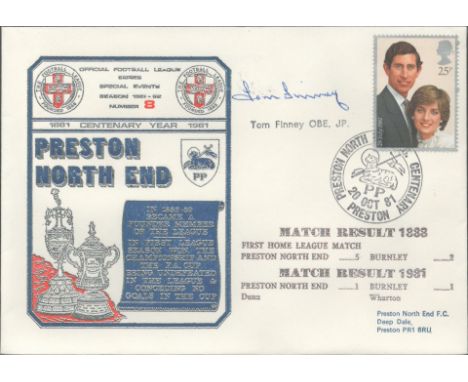 OFFICIAL FOOTBALL LEAGUE
SERIES
SPECIAL EVENTS
SEASON 1981-82
NUMBER 8
1881 CENTENARY YEAR 1981
PRESTON
NORTH END
PP
IN 1888-89
BECAME A
FOUNDER MEMBER
OF THE LEAGUE
IN FIRST LEAGUE
SEASON WON THE
CHAMPIONSHIP AND
THE F.A. CUP
BEING UNDEFEATED
IN THE LEAGUE &
CONCEDING NO
GOALS IN THE CUP
Tom Finney
Tom Finney OBE, JP.
25p
PRESTON NORTH CENTENARY
PP
20 OCT 81
PRESTON
MATCH RESULT 1888
FIRST HOME LEAGUE MATCH
PRESTON NORTH END 5 BURNLEY 2
MATCH RESULT 1981
PRESTON NORTH END 1 BURNLEY 1
Dunn Wharton
Preston North End F.C.
Deep Dale,
Preston PR1 6RU